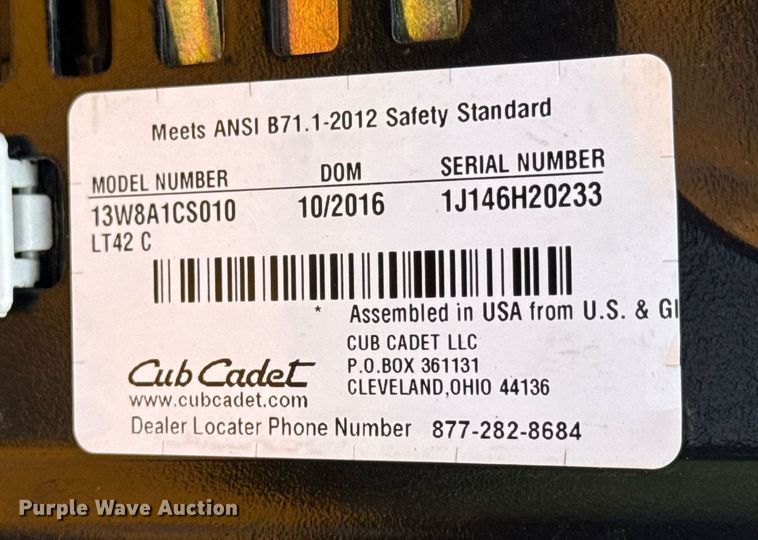 Meets ANSI B71.1-2012 Safety Standard
MODEL NUMBER DOM SERIAL NUMBER
13W8A1CS010 10/2016 1J146H20233
LT42 C
* Assembled in USA from U.S. & Gl
CUB CADET LLC
P.O.BOX 361131
CLEVELAND,OHIO 44136
Cub Cadet
www.cubcadet.com
Dealer Locater Phone Number 877-282-8684
Purple Wave Auction